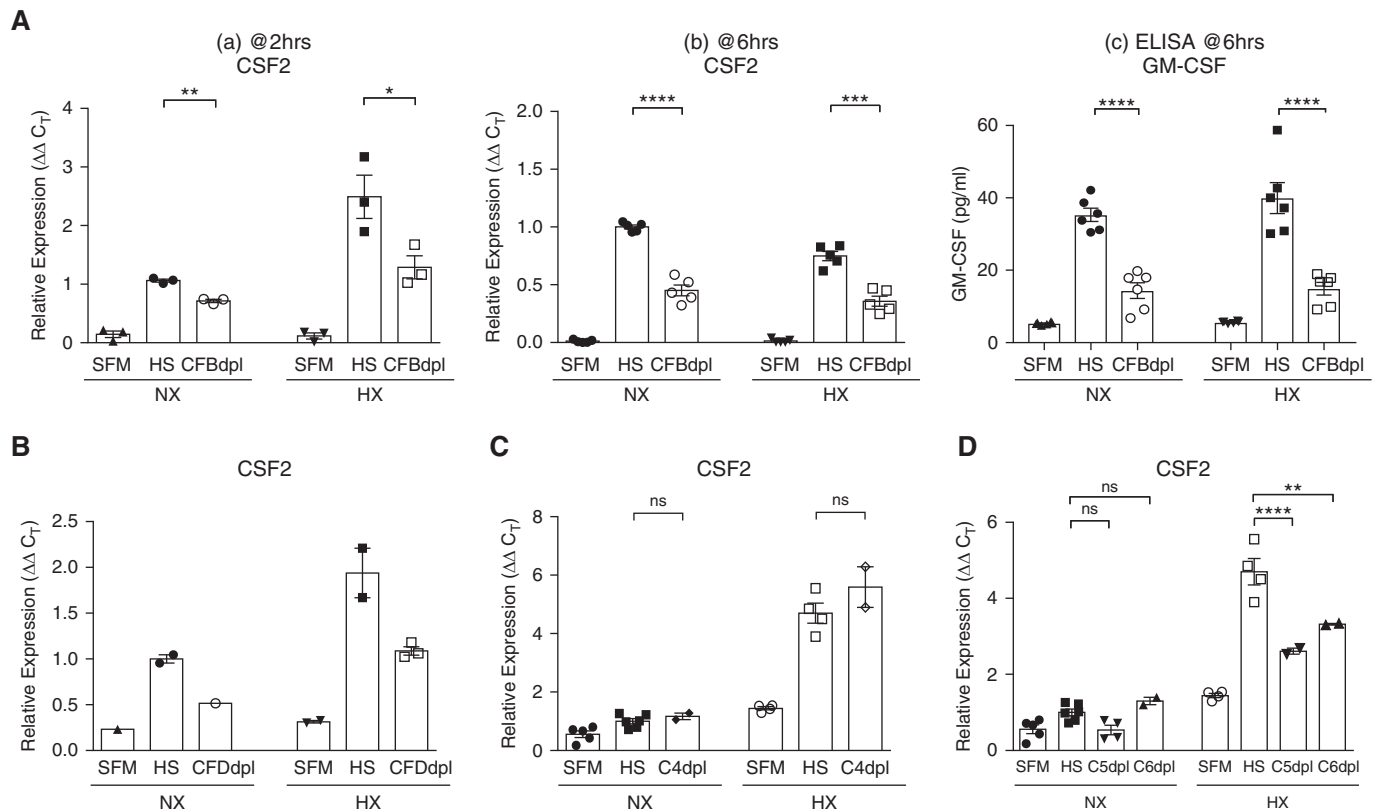 A
(a) @2hrs
CSF2
Relative Expression (ΔΔ C_T)
4
3
2
1
0
**
*
SFM HS CFBdpl SFM HS CFBdpl
NX HX
(b) @6hrs
CSF2
Relative Expression (ΔΔ C_T)
2.0
1.5
1.0
0.5
0.0
****
***
SFM HS CFBdpl SFM HS CFBdpl
NX HX
(c) ELISA @6hrs
GM-CSF
GM-CSF (pg/ml)
60
40
20
0
****
****
SFM HS CFBdpl SFM HS CFBdpl
NX HX
B
CSF2
Relative Expression (ΔΔ C_T)
2.5
2.0
1.5
1.0
0.5
0.0
SFM HS CFDdpl SFM HS CFDdpl
NX HX
C
CSF2
Relative Expression (ΔΔ C_T)
8
6
4
2
0
ns
ns
SFM HS C4dpl SFM HS C4dpl
NX HX
D
CSF2
Relative Expression (ΔΔ C_T)
6
4
2
0
ns
ns
**
****
SFM HS C5dpl C6dpl SFM HS C5dpl C6dpl
NX HX